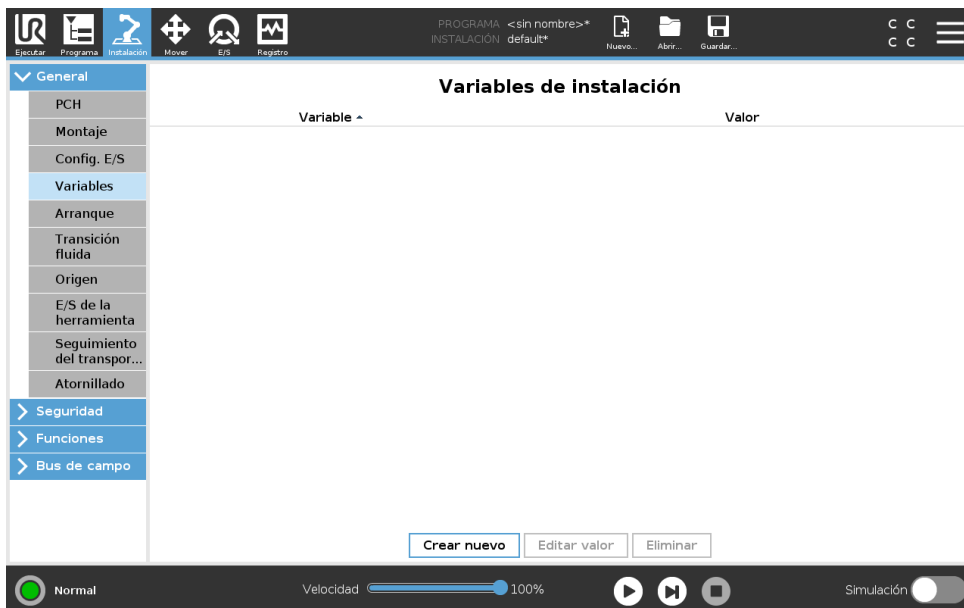 UR
Ejecutar
Programa
Instalación
Mover
E/S
Registro
PROGRAMA <sin nombre>*
INSTALACIÓN default*
Nuevo...
Abrir...
Guardar...
C C
C C
General
PCH
Montaje
Config. E/S
Variables
Arranque
Transición
fluida
Origen
E/S de la
herramienta
Seguimiento
del transpor...
Atornillado
Seguridad
Funciones
Bus de campo
Variables de instalación
Variable
Valor
Crear nuevo
Editar valor
Eliminar
Normal
Velocidad
100%
Simulación